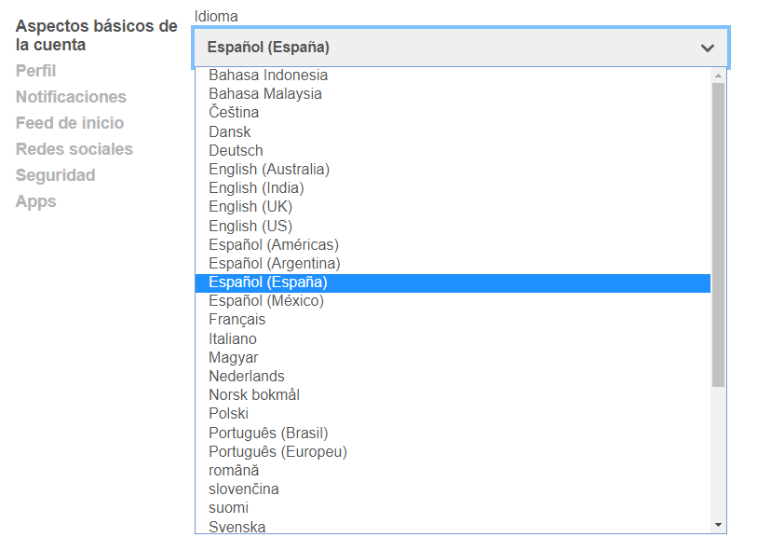 Aspectos básicos de
la cuenta
Perfil
Notificaciones
Feed de inicio
Redes sociales
Seguridad
Apps
Idioma
Español (España)
Bahasa Indonesia
Bahasa Malaysia
Čeština
Dansk
Deutsch
English (Australia)
English (India)
English (UK)
English (US)
Español (Américas)
Español (Argentina)
Español (España)
Español (México)
Français
Italiano
Magyar
Nederlands
Norsk bokmål
Polski
Português (Brasil)
Português (Europeu)
română
slovenčina
suomi
Svenska